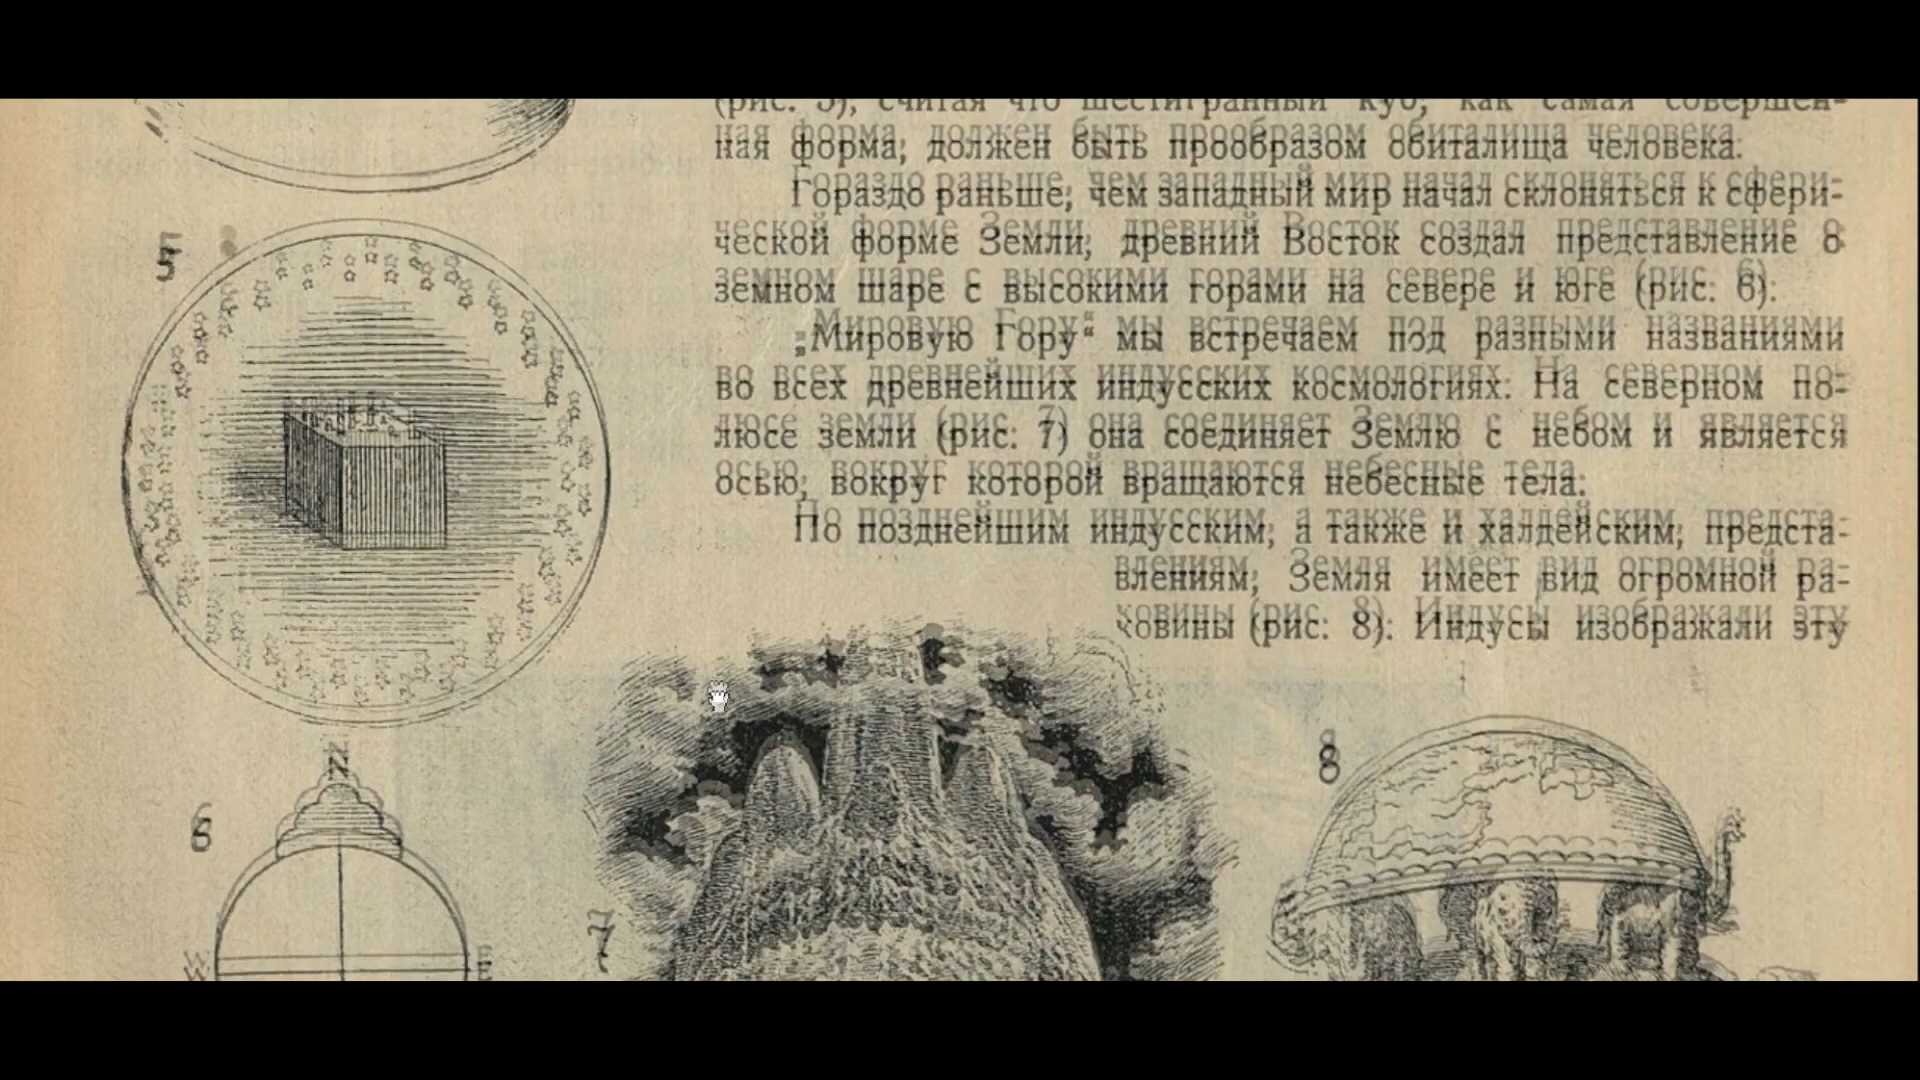 (рис. 5), считая что шестигранный куб, как самая совершен-
ная форма, должен быть прообразом обиталища человека.
Гораздо раньше, чем западный мир начал склоняться к сфери-
ческой форме Земли, древний Восток создал представление о
земном шаре с высокими горами на севере и юге (рис. 6).
„Мировую Гору“ мы встречаем под разными названиями
во всех древнейших индусских космологиях. На северном по-
люсе земли (рис. 7) она соединяет Землю с небом и является
осью, вокруг которой вращаются небесные тела.
По позднейшим индусским, а также и халдейским, предста-
влениям, Земля имеет вид огромной ра-
ковины (рис. 8). Индусы изображали эту
5
N
6
W E
7
8